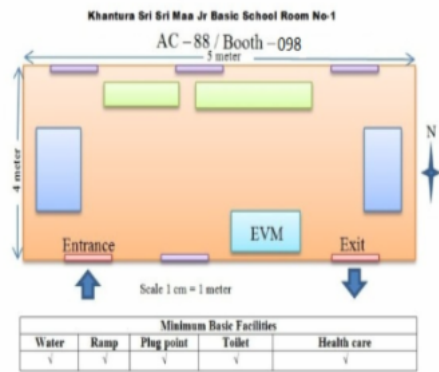 Khantura Sri Sri Maa Jr Basic School Room No-1
AC – 88 / Booth –098
5 meter
4 meter
N
EVM
Entrance
Exit
Scale 1 cm = 1 meter
Minimum Basic Facilities
Water Ramp Plug point Toilet Health care
√ √ √ √ √